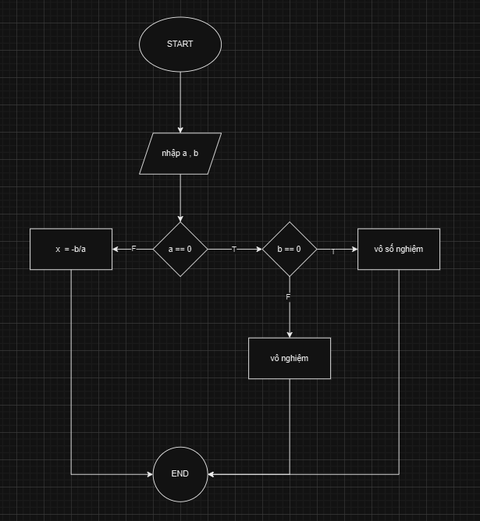 START
nhập a , b
x = -b/a
F
a == 0
T
b == 0
T
vô số nghiệm
F
vô nghiệm
END